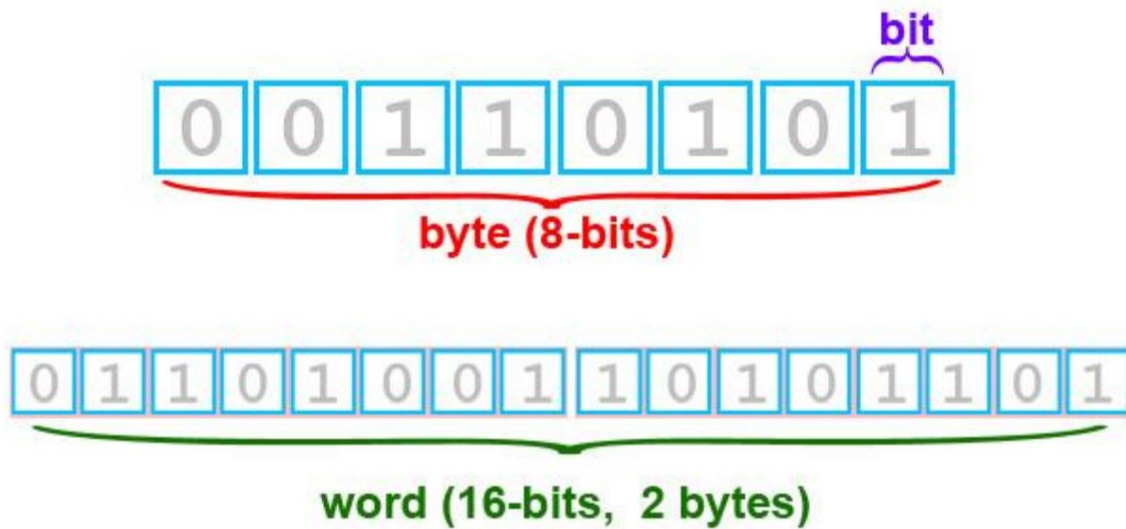 bit
0 0 1 1 0 1 0 1
byte (8-bits)
0 1 1 0 1 0 0 1 1 0 1 0 1 1 0 1
word (16-bits, 2 bytes)